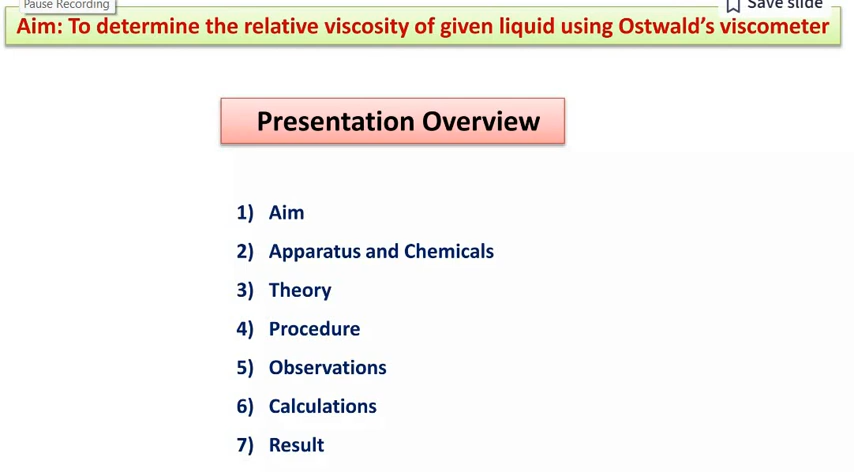 Pause Recording
Save slide
Aim: To determine the relative viscosity of given liquid using Ostwald's viscometer
Presentation Overview
1) Aim
2) Apparatus and Chemicals
3) Theory
4) Procedure
5) Observations
6) Calculations
7) Result